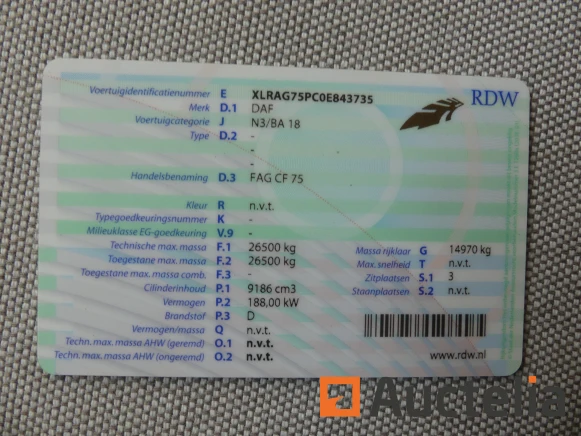 Voertuigidentificatienummer E XLRAG75PC0E843735
RDW
Merk D.1 DAF
Voertuigcategorie J N3/BA 18
Type D.2 -
-
-
Handelsbenaming D.3 FAG CF 75
Kleur R n.v.t.
Typegoedkeuringsnummer K -
Milieuklasse EG-goedkeuring V.9 -
Technische max. massa F.1 26500 kg
Massa rijklaar G 14970 kg
Toegestane max. massa F.2 26500 kg
Max. snelheid T n.v.t.
Toegestane max. massa comb. F.3 -
Zitplaatsen S.1 3
Cilinderinhoud P.1 9186 cm3
Staanplaatsen S.2 n.v.t.
Vermogen P.2 188,00 kW
Brandstof P.3 D
Vermogen/massa Q n.v.t.
Techn. max. massa AHW (geremd) O.1 n.v.t.
Techn. max. massa AHW (ongeremd) O.2 n.v.t.
www.rdw.nl
Auctelia